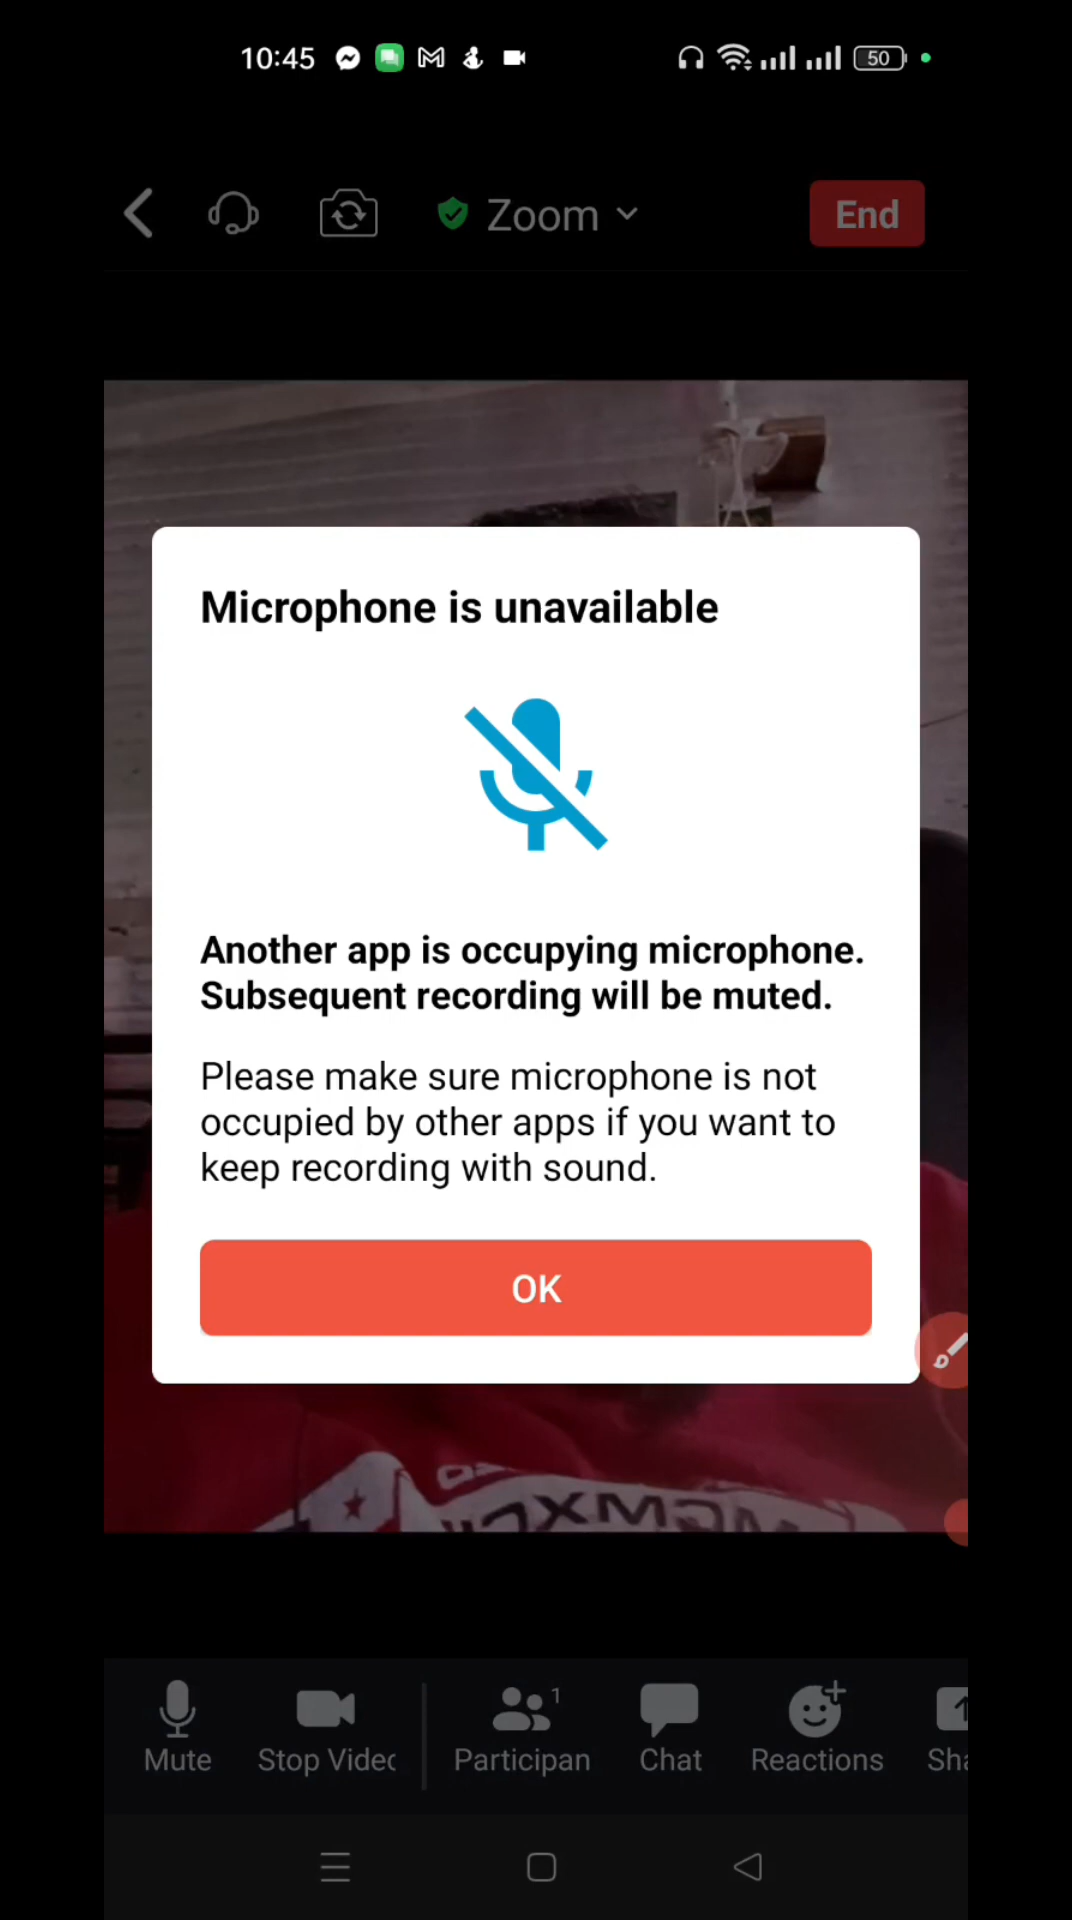 10:45
50
Zoom
End
Microphone is unavailable
Another app is occupying microphone.
Subsequent recording will be muted.
Please make sure microphone is not
occupied by other apps if you want to
keep recording with sound.
OK
1
Mute
Stop Videc
Participan
Chat
Reactions
Sha